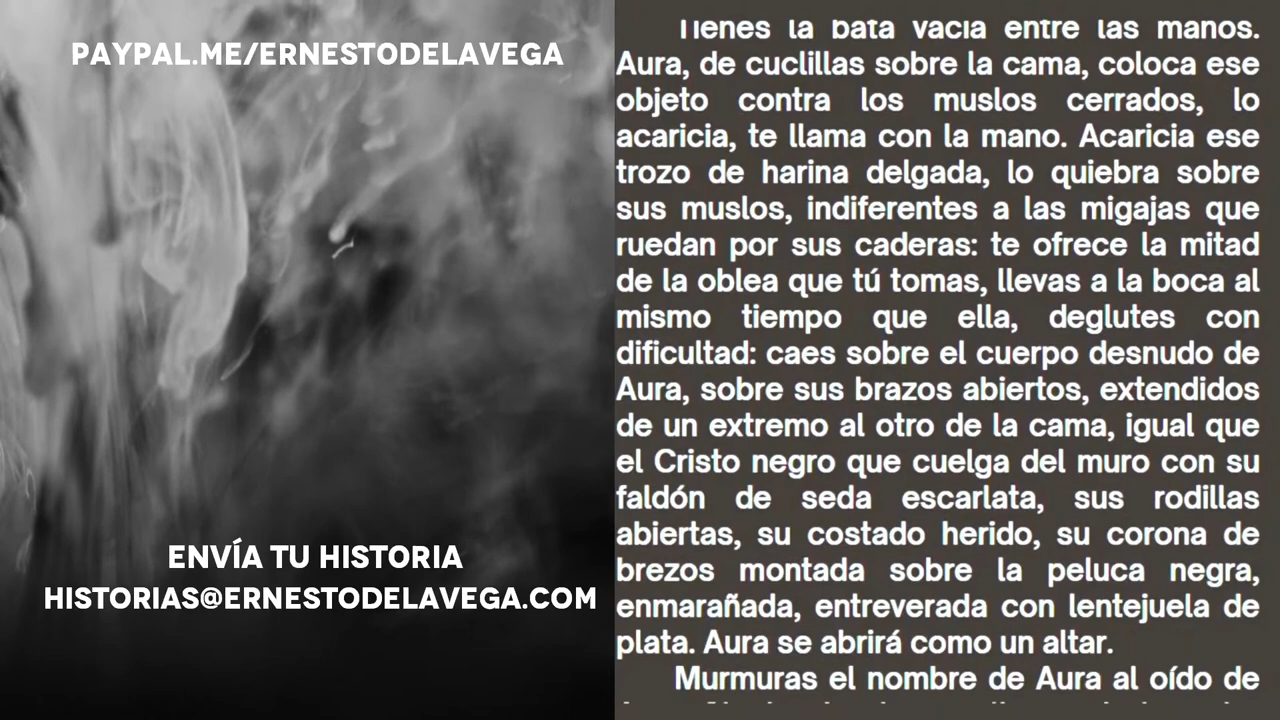 PAYPAL.ME/ERNESTODELAVEGA
ENVÍA TU HISTORIA
HISTORIAS@ERNESTODELAVEGA.COM
Tienes la bata vacía entre las manos.
Aura, de cuclillas sobre la cama, coloca ese
objeto contra los muslos cerrados, lo
acaricia, te llama con la mano. Acaricia ese
trozo de harina delgada, lo quiebra sobre
sus muslos, indiferentes a las migajas que
ruedan por sus caderas: te ofrece la mitad
de la oblea que tú tomas, llevas a la boca al
mismo tiempo que ella, deglutes con
dificultad: caes sobre el cuerpo desnudo de
Aura, sobre sus brazos abiertos, extendidos
de un extremo al otro de la cama, igual que
el Cristo negro que cuelga del muro con su
faldón de seda escarlata, sus rodillas
abiertas, su costado herido, su corona de
brezos montada sobre la peluca negra,
enmarañada, entreverada con lentejuela de
plata. Aura se abrirá como un altar.
Murmuras el nombre de Aura al oído de